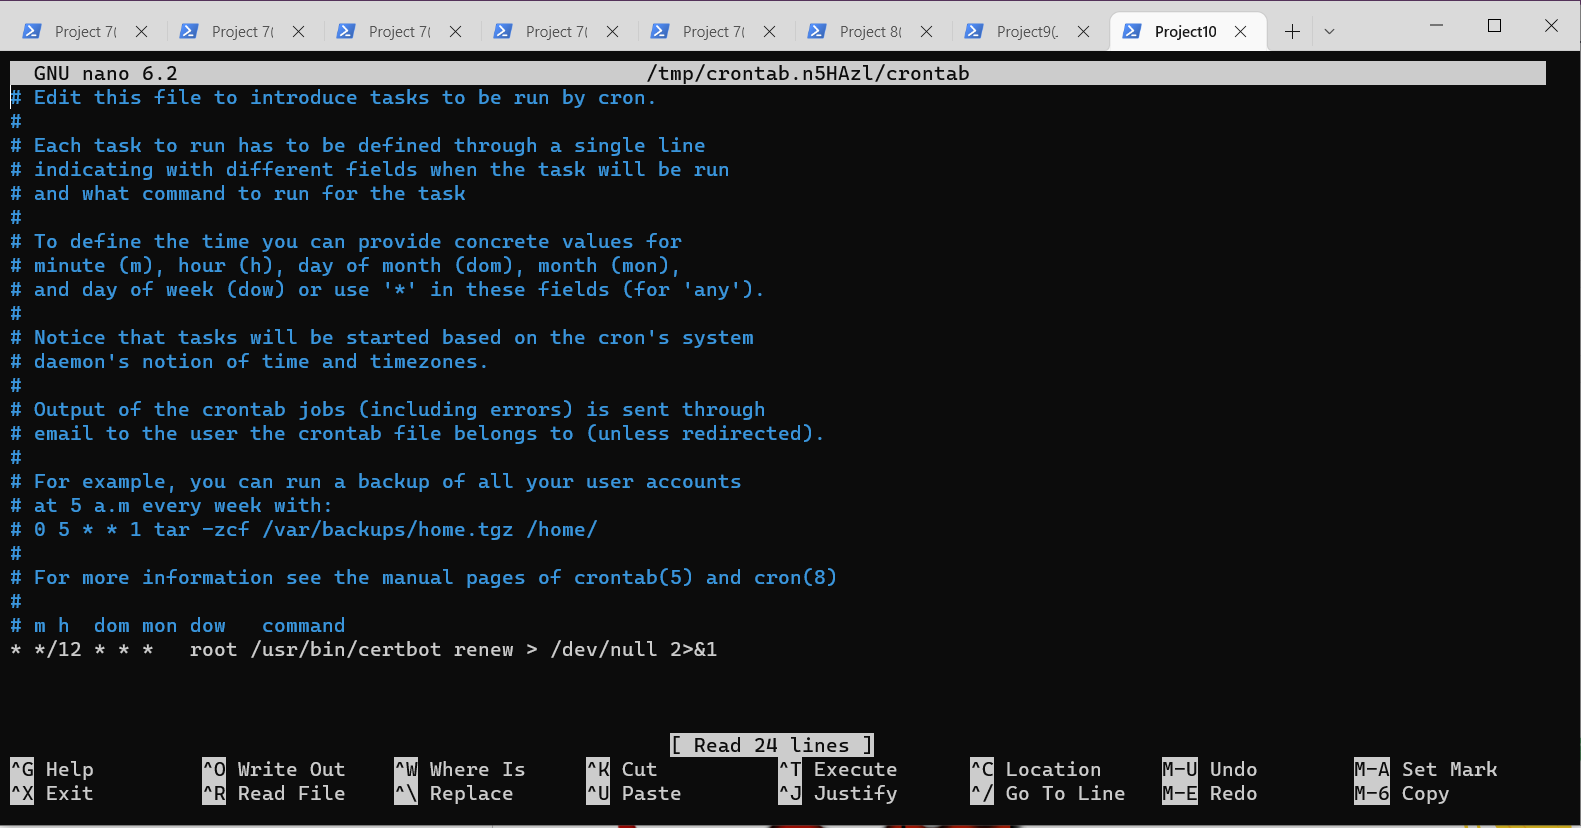 Project 7( Project 7( Project 7( Project 7( Project 7( Project 8( Project9(. Project10
GNU nano 6.2 /tmp/crontab.n5HAzl/crontab
# Edit this file to introduce tasks to be run by cron.
#
# Each task to run has to be defined through a single line
# indicating with different fields when the task will be run
# and what command to run for the task
#
# To define the time you can provide concrete values for
# minute (m), hour (h), day of month (dom), month (mon),
# and day of week (dow) or use '*' in these fields (for 'any').
#
# Notice that tasks will be started based on the cron's system
# daemon's notion of time and timezones.
#
# Output of the crontab jobs (including errors) is sent through
# email to the user the crontab file belongs to (unless redirected).
#
# For example, you can run a backup of all your user accounts
# at 5 a.m every week with:
# 0 5 * * 1 tar -zcf /var/backups/home.tgz /home/
#
# For more information see the manual pages of crontab(5) and cron(8)
#
# m h  dom mon dow   command
* */12 * * *   root /usr/bin/certbot renew > /dev/null 2>&1
[ Read 24 lines ]
^G Help ^O Write Out ^W Where Is ^K Cut ^T Execute ^C Location M-U Undo M-A Set Mark
^X Exit ^R Read File ^\ Replace ^U Paste ^J Justify ^/ Go To Line M-E Redo M-6 Copy